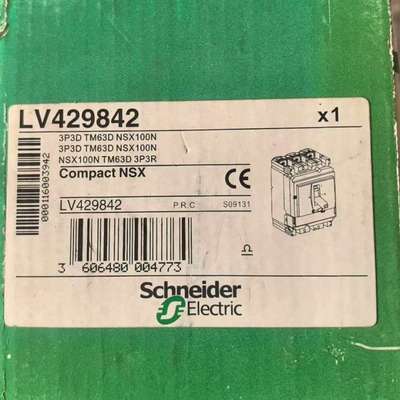 LV429842 x1
3P3D TM63D NSX100N
3P3D TM63D NSX100N
NSX100N TM63D 3P3R
Compact NSX
CE
LV429842 P.R.C S09131
000116003942
3 606480 004773
Schneider
Electric